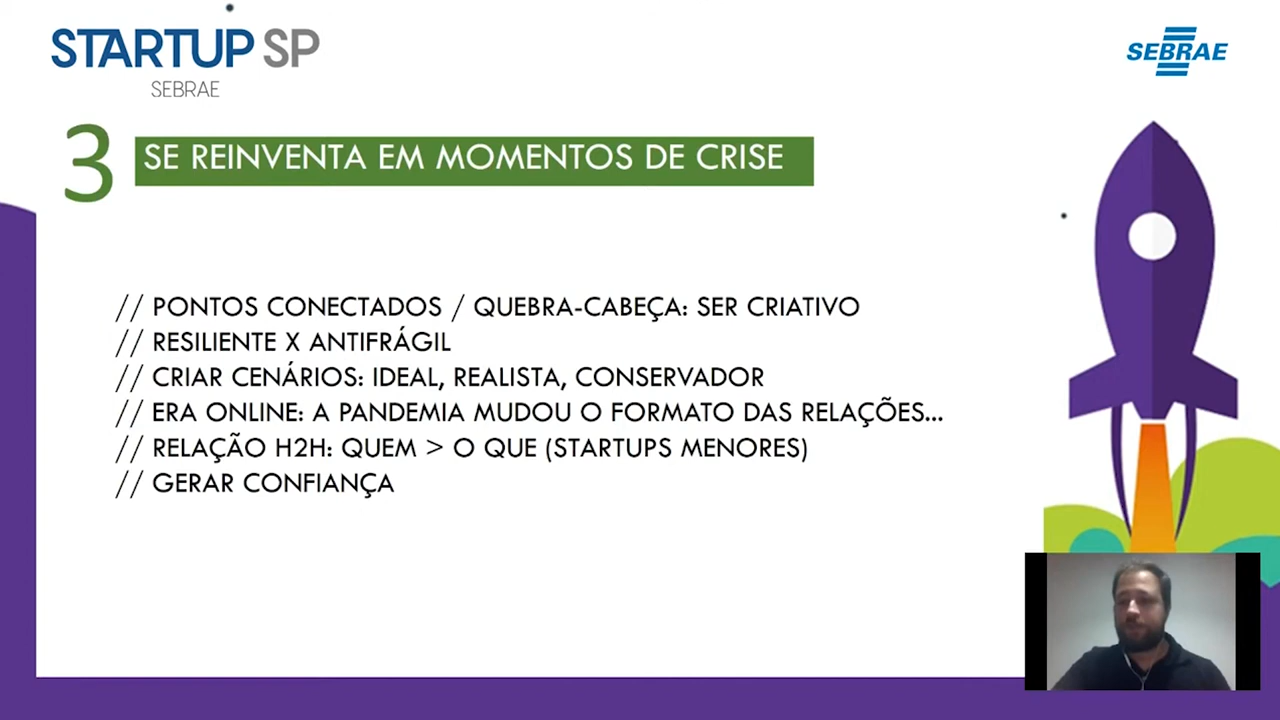 STARTUP SP
SEBRAE
SEBRAE
3
SE REINVENTA EM MOMENTOS DE CRISE
// PONTOS CONECTADOS / QUEBRA-CABEÇA: SER CRIATIVO
// RESILIENTE X ANTIFRÁGIL
// CRIAR CENÁRIOS: IDEAL, REALISTA, CONSERVADOR
// ERA ONLINE: A PANDEMIA MUDOU O FORMATO DAS RELAÇÕES...
// RELAÇÃO H2H: QUEM > O QUE (STARTUPS MENORES)
// GERAR CONFIANÇA